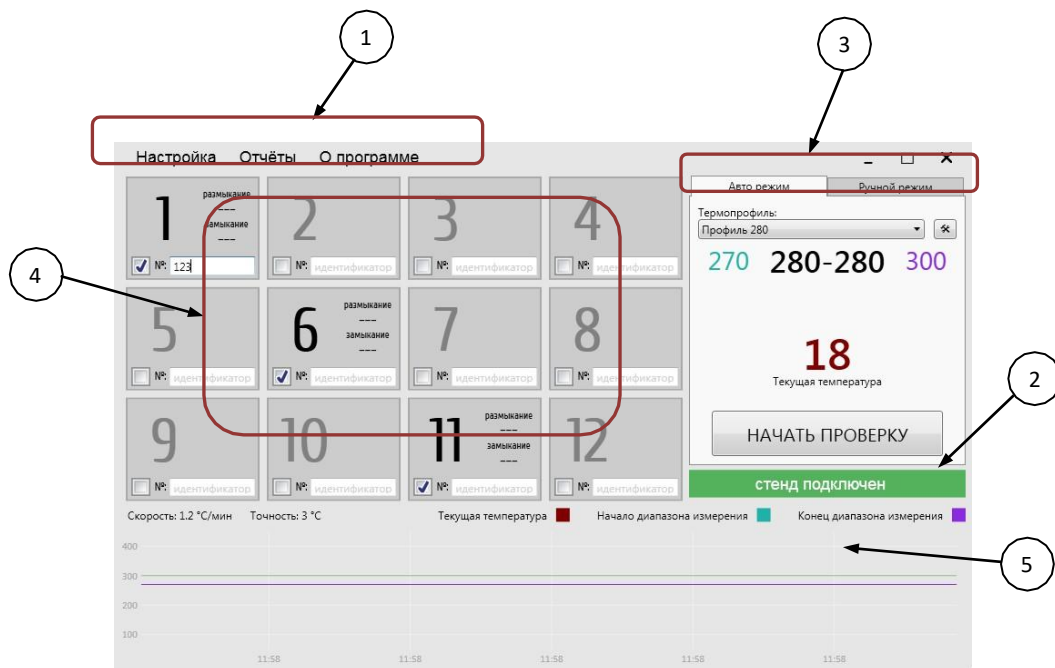 1
3
Настройка Отчёты О программе
Авто режим Ручной режим
1
размыкание
---
замыкание
---
№: 123
2
№: идентификатор
3
№: идентификатор
4
№: идентификатор
Термопрофиль:
Профиль 280
270 280-280 300
4
5
№: идентификатор
6
размыкание
---
замыкание
---
№: идентификатор
7
№: идентификатор
8
№: идентификатор
18
Текущая температура
2
9
№: идентификатор
10
№: идентификатор
11
размыкание
---
замыкание
---
№: идентификатор
12
№: идентификатор
НАЧАТЬ ПРОВЕРКУ
стенд подключен
Скорость: 1.2 °C/мин Точность: 3 °C Текущая температура Начало диапазона измерения Конец диапазона измерения
5
400
300
200
100
11:58 11:58 11:58 11:58 11:58